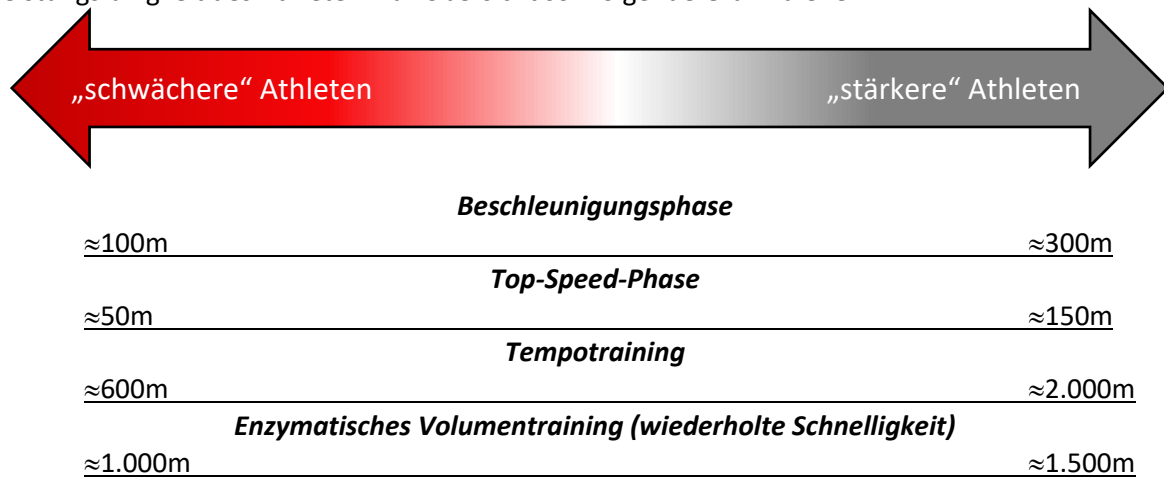 „schwächere“ Athleten „stärkere“ Athleten
Beschleunigungsphase
≈100m ≈300m
Top-Speed-Phase
≈50m ≈150m
Tempotraining
≈600m ≈2.000m
Enzymatisches Volumentraining (wiederholte Schnelligkeit)
≈1.000m ≈1.500m